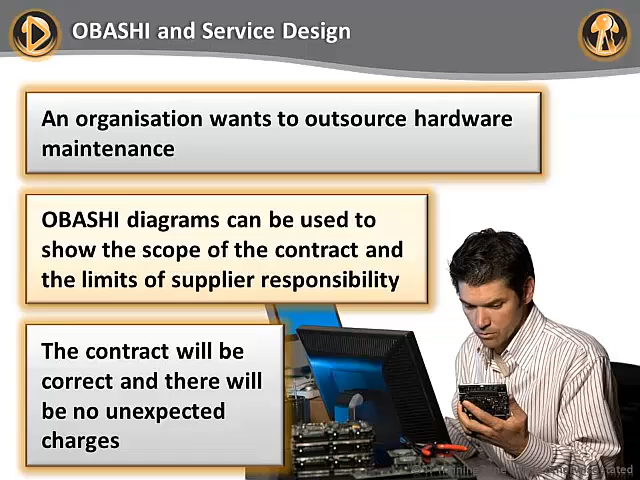 OBASHI and Service Design
An organisation wants to outsource hardware
maintenance
OBASHI diagrams can be used to
show the scope of the contract and
the limits of supplier responsibility
The contract will be
correct and there will
be no unexpected
charges